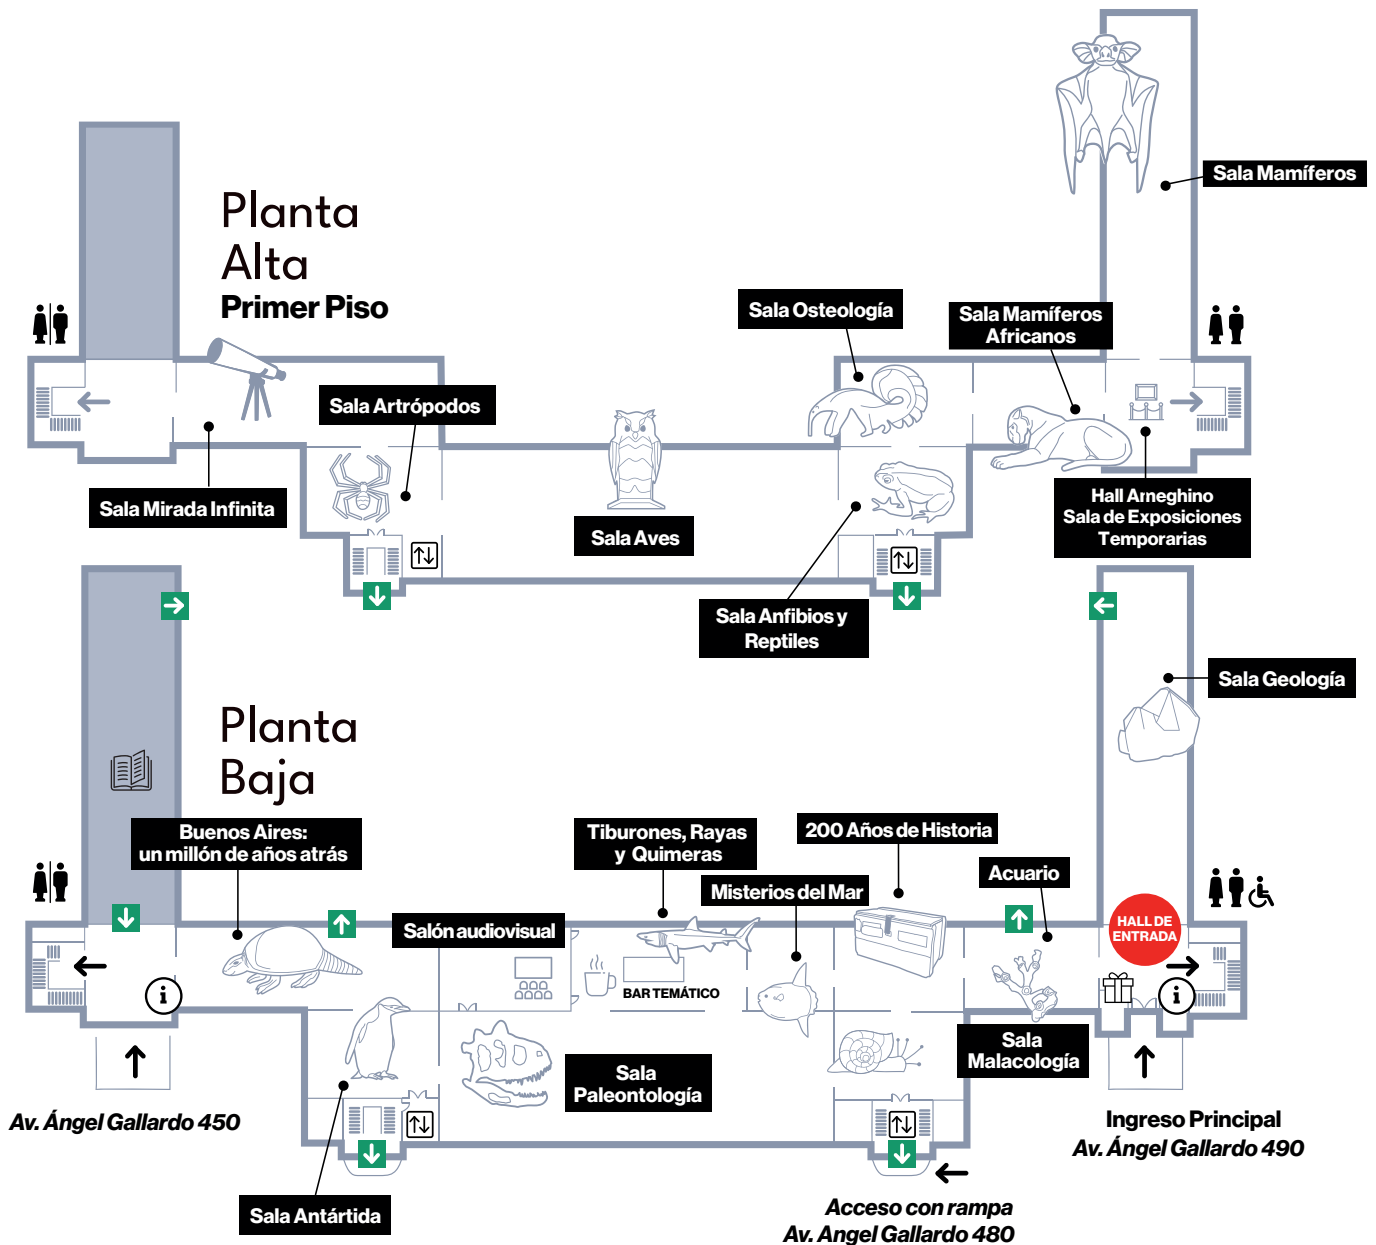 Sala Mamíferos
Planta
Alta
Primer Piso
Sala Osteología
Sala Mamíferos
Africanos
Sala Artrópodos
Sala Mirada Infinita
Sala Aves
Hall Ameghino
Sala de Exposiciones
Temporarias
Sala Anfibios y
Reptiles
Sala Geología
Planta
Baja
Buenos Aires:
un millón de años atrás
Tiburones, Rayas
y Quimeras
200 Años de Historia
Misterios del Mar
Acuario
Salón audiovisual
HALL DE
ENTRADA
BAR TEMÁTICO
i
i
Sala
Malacología
Sala
Paleontología
Av. Ángel Gallardo 450
Ingreso Principal
Av. Ángel Gallardo 490
Sala Antártida
Acceso con rampa
Av. Angel Gallardo 480